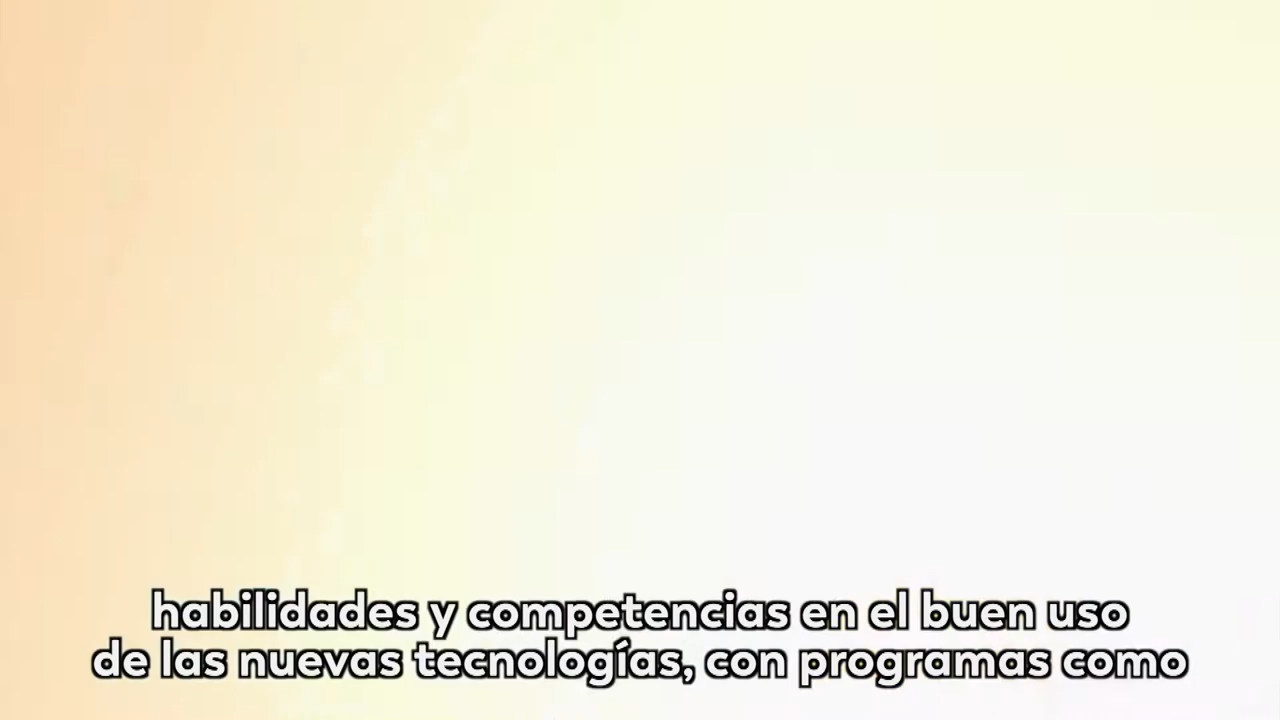 habilidades y competencias en el buen uso
de las nuevas tecnologías, con programas como